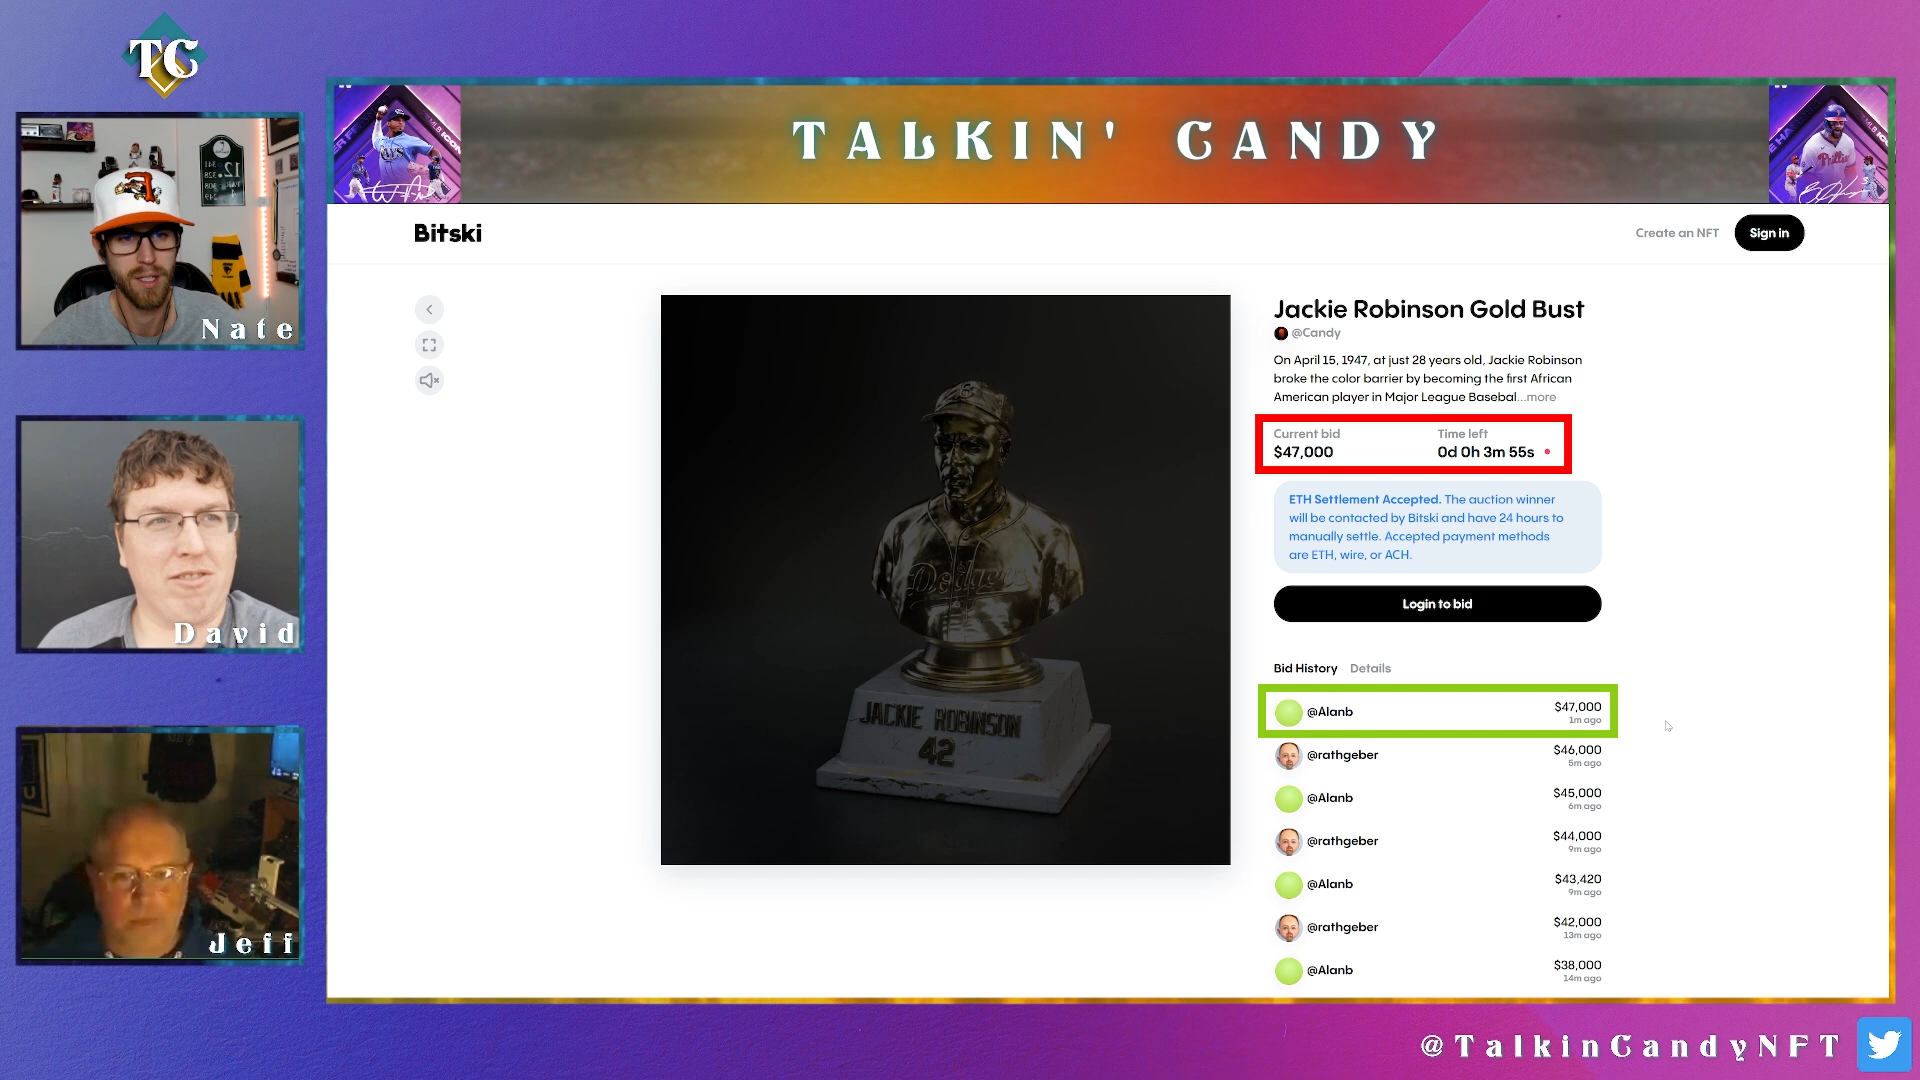 TC
TALKIN' CANDY
Bitski
Create an NFT
Sign in
Nate
David
Jeff
Dodgers
JACKIE ROBINSON
42
Jackie Robinson Gold Bust
@Candy
On April 15, 1947, at just 28 years old, Jackie Robinson
broke the color barrier by becoming the first African
American player in Major League Basebal...more
Current bid
Time left
$47,000
0d 0h 3m 55s
ETH Settlement Accepted. The auction winner
will be contacted by Bitski and have 24 hours to
manually settle. Accepted payment methods
are ETH, wire, or ACH.
Login to bid
Bid History
Details
@Alanb
$47,000
1m ago
@rathgeber
$46,000
5m ago
@Alanb
$45,000
6m ago
@rathgeber
$44,000
9m ago
@Alanb
$43,420
9m ago
@rathgeber
$42,000
13m ago
@Alanb
$38,000
14m ago
@TalkinCandyNFT